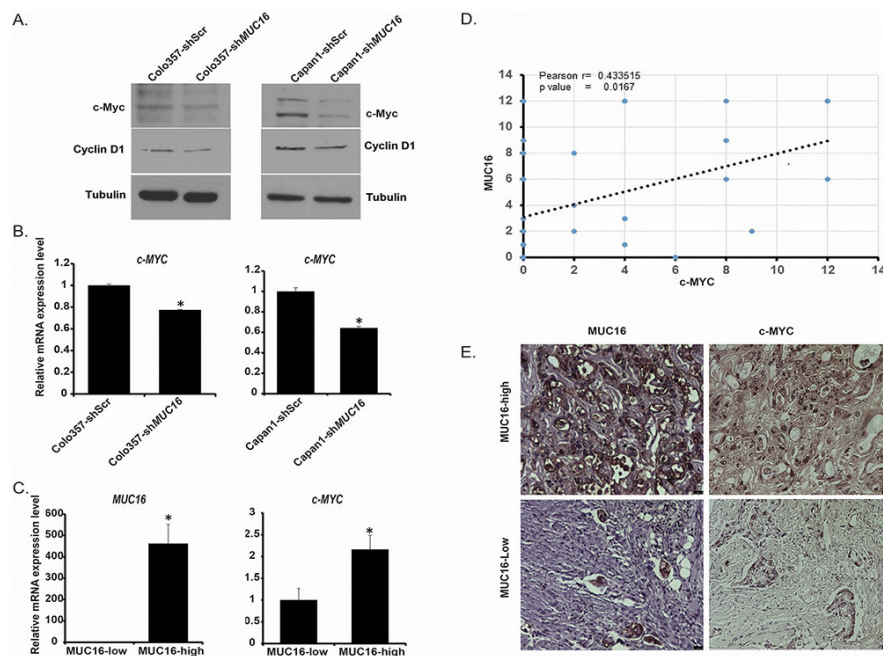 A.
Colo357-shScr
Colo357-shMUC16
Capan1-shScr
Capan1-shMUC16
c-Myc
c-Myc
Cyclin D1
Cyclin D1
Tubulin
Tubulin
B.
c-MYC
c-MYC
Relative mRNA expression level
1.2
1
0.8
0.6
0.4
0.2
0
*
Colo357-shScr
Colo357-shMUC16
1.2
1
0.8
0.6
0.4
0.2
0
*
Capan1-shScr
Capan1-shMUC16
C.
MUC16
c-MYC
Relative mRNA expression level
600
500
400
300
200
100
0
*
MUC16-low MUC16-high
3
2.5
2
1.5
1
0.5
0
*
MUC16-low MUC16-high
D.
Pearson r= 0.433515
p value = 0.0167
MUC16
14
12
10
8
6
4
2
0
0 2 4 6 8 10 12 14
c-MYC
E.
MUC16
c-MYC
MUC16-high
MUC16-Low